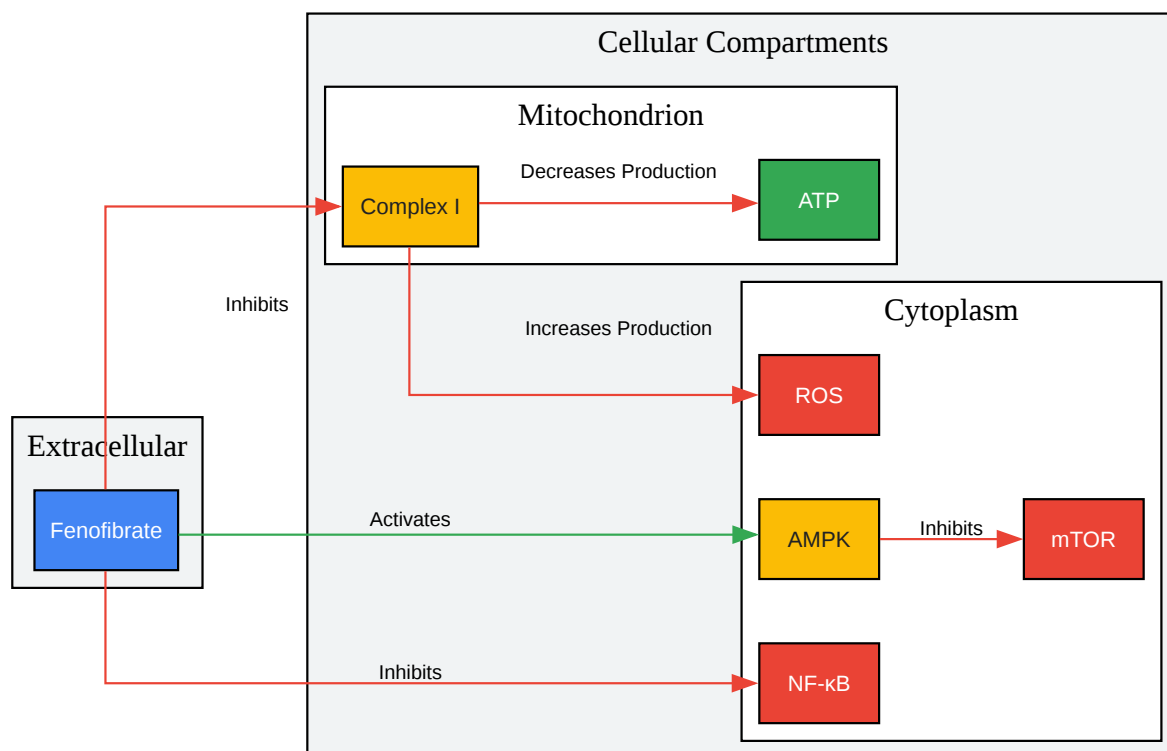 Cellular Compartments
Mitochondrion
Decreases Production
Complex I
ATP
Inhibits
Increases Production
Cytoplasm
ROS
Extracellular
Fenofibrate
Activates
AMPK
Inhibits
mTOR
Inhibits
NF-κB